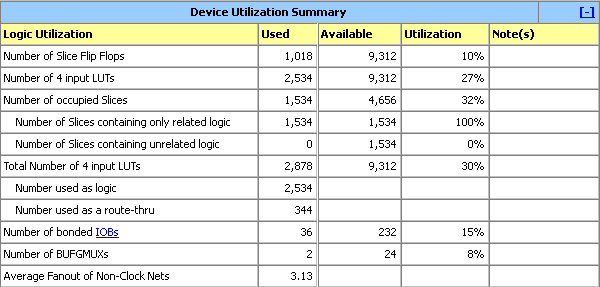 Device Utilization Summary [-]
Logic Utilization Used Available Utilization Note(s)
Number of Slice Flip Flops 1,018 9,312 10%
Number of 4 input LUTs 2,534 9,312 27%
Number of occupied Slices 1,534 4,656 32%
Number of Slices containing only related logic 1,534 1,534 100%
Number of Slices containing unrelated logic 0 1,534 0%
Total Number of 4 input LUTs 2,878 9,312 30%
Number used as logic 2,534
Number used as a route-thru 344
Number of bonded IOBs 36 232 15%
Number of BUFGMUXs 2 24 8%
Average Fanout of Non-Clock Nets 3.13